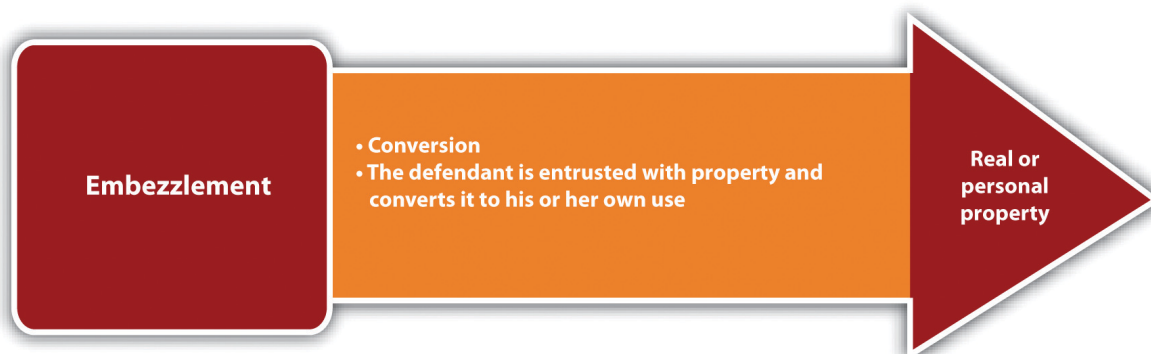 Embezzlement
• Conversion
• The defendant is entrusted with property and
converts it to his or her own use
Real or
personal
property